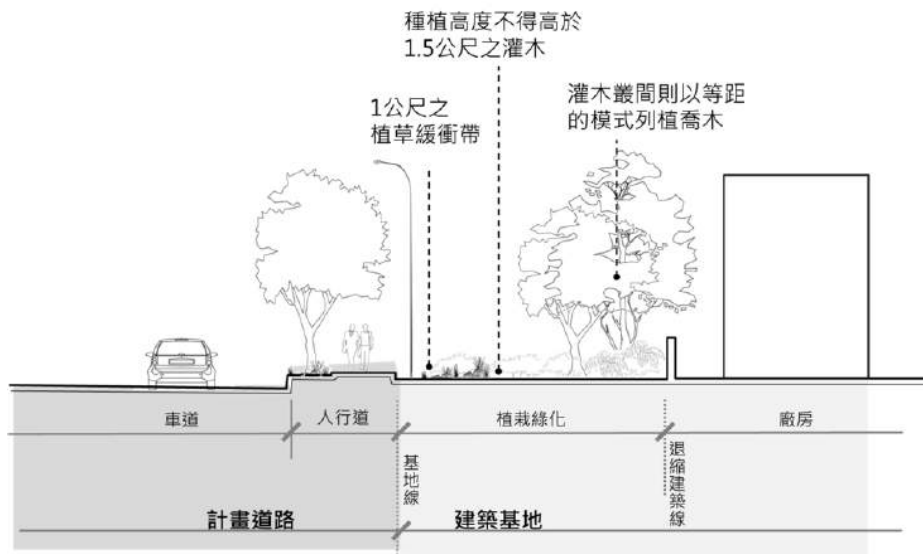 種植高度不得高於
1.5公尺之灌木
1公尺之
植草緩衝帶
灌木叢間則以等距
的模式列植喬木
車道
人行道
植栽綠化
廠房
基地線
退縮建築線
計畫道路
建築基地